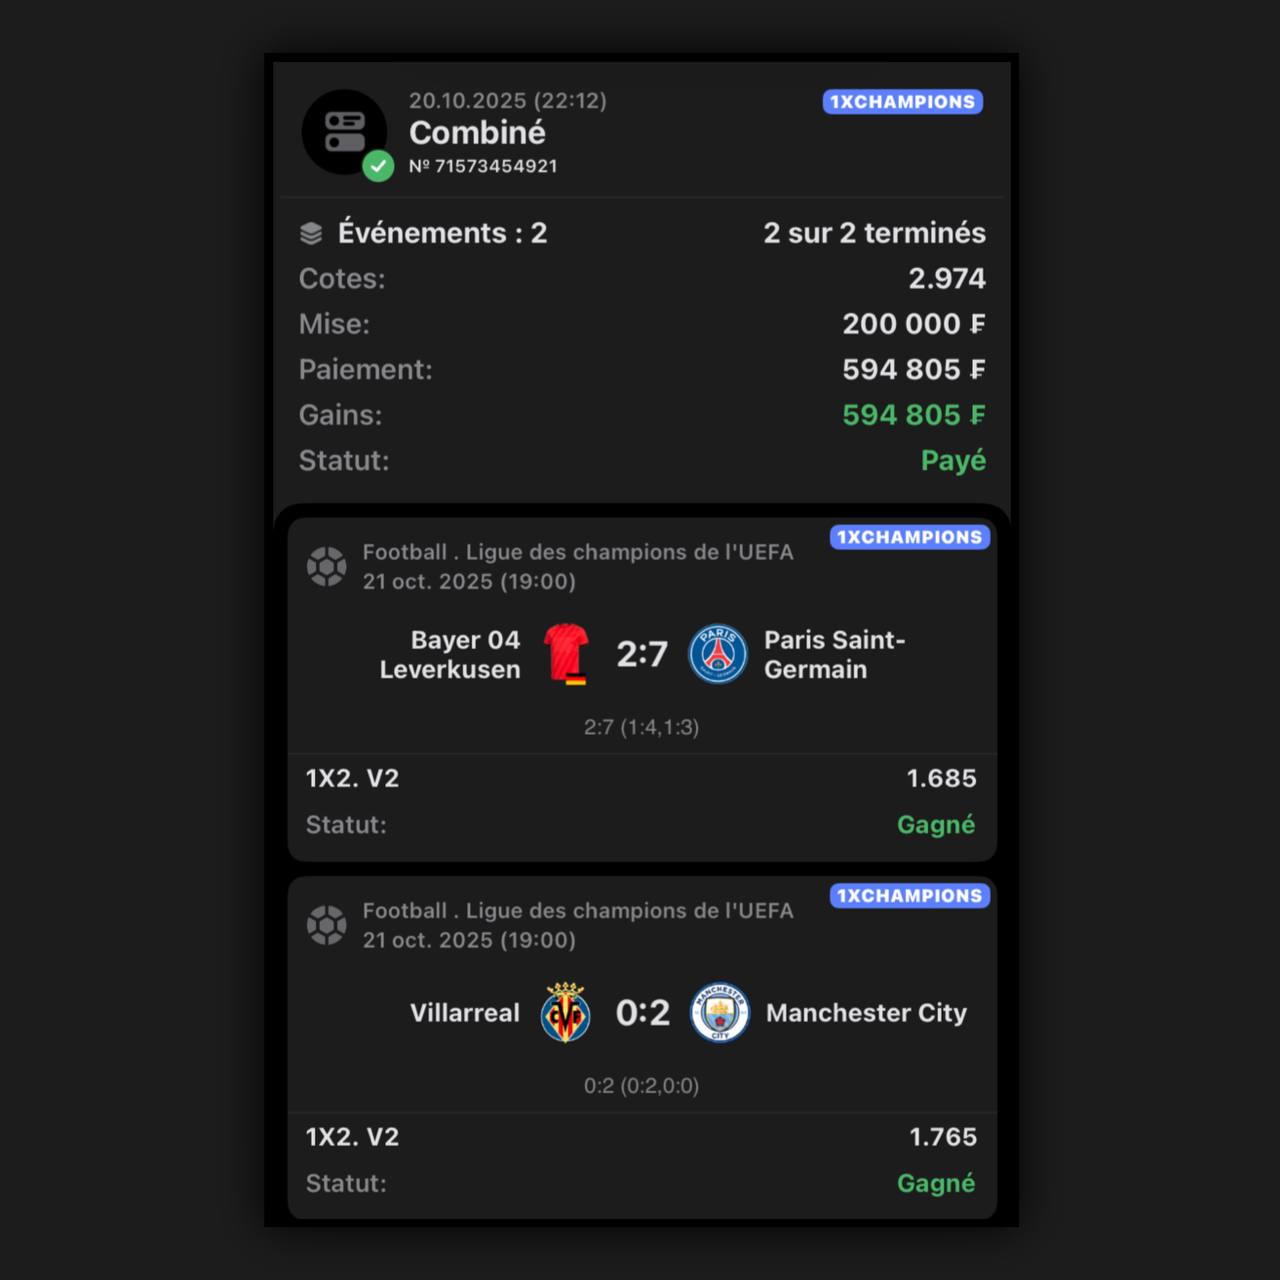 20.10.2025 (22:12)
1XCHAMPIONS
Combiné
Nº 71573454921
Événements : 2 2 sur 2 terminés
Cotes: 2.974
Mise: 200 000 ₣
Paiement: 594 805 ₣
Gains: 594 805 ₣
Statut: Payé
1XCHAMPIONS
Football . Ligue des champions de l'UEFA
21 oct. 2025 (19:00)
Bayer 04 Leverkusen 2:7 Paris Saint-Germain
PARIS
2:7 (1:4,1:3)
1X2. V2 1.685
Statut: Gagné
1XCHAMPIONS
Football . Ligue des champions de l'UEFA
21 oct. 2025 (19:00)
Villarreal 0:2 Manchester City
CVF
MANCHESTER
CITY
0:2 (0:2,0:0)
1X2. V2 1.765
Statut: Gagné